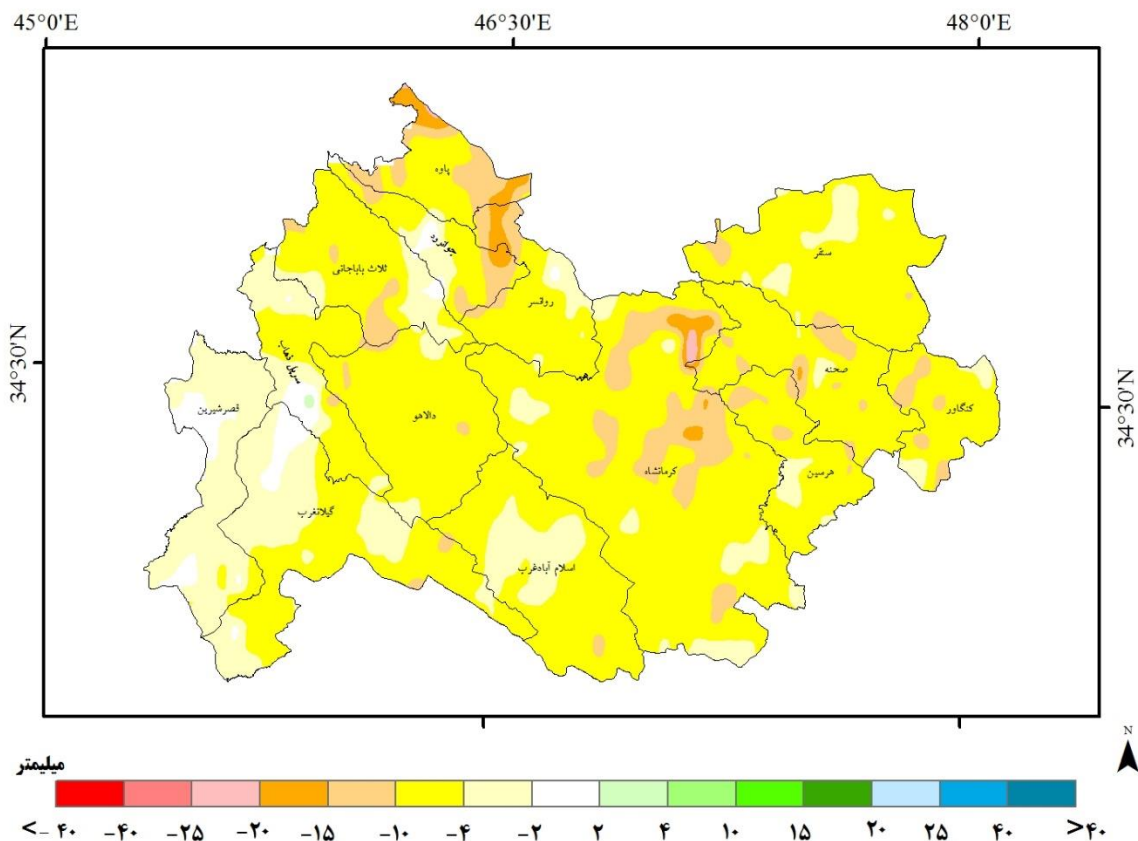 45°0'E 46°30'E 48°0'E
34°30'N
34°30'N
پاوه
جوانرود
سنقر
ثلاث باباجانی
روانسر
سرپل ذهاب
صحنه
قصرشیرین
دالاهو
کنگاور
کرمانشاه
هرسین
گیلانغرب
اسلام آبادغرب
N
میلیمتر
<-۴۰ -۴۰ -۲۵ -۲۰ -۱۵ -۱۰ -۴ -۲ ۲ ۴ ۱۰ ۱۵ ۲۰ ۲۵ ۴۰ >۴۰